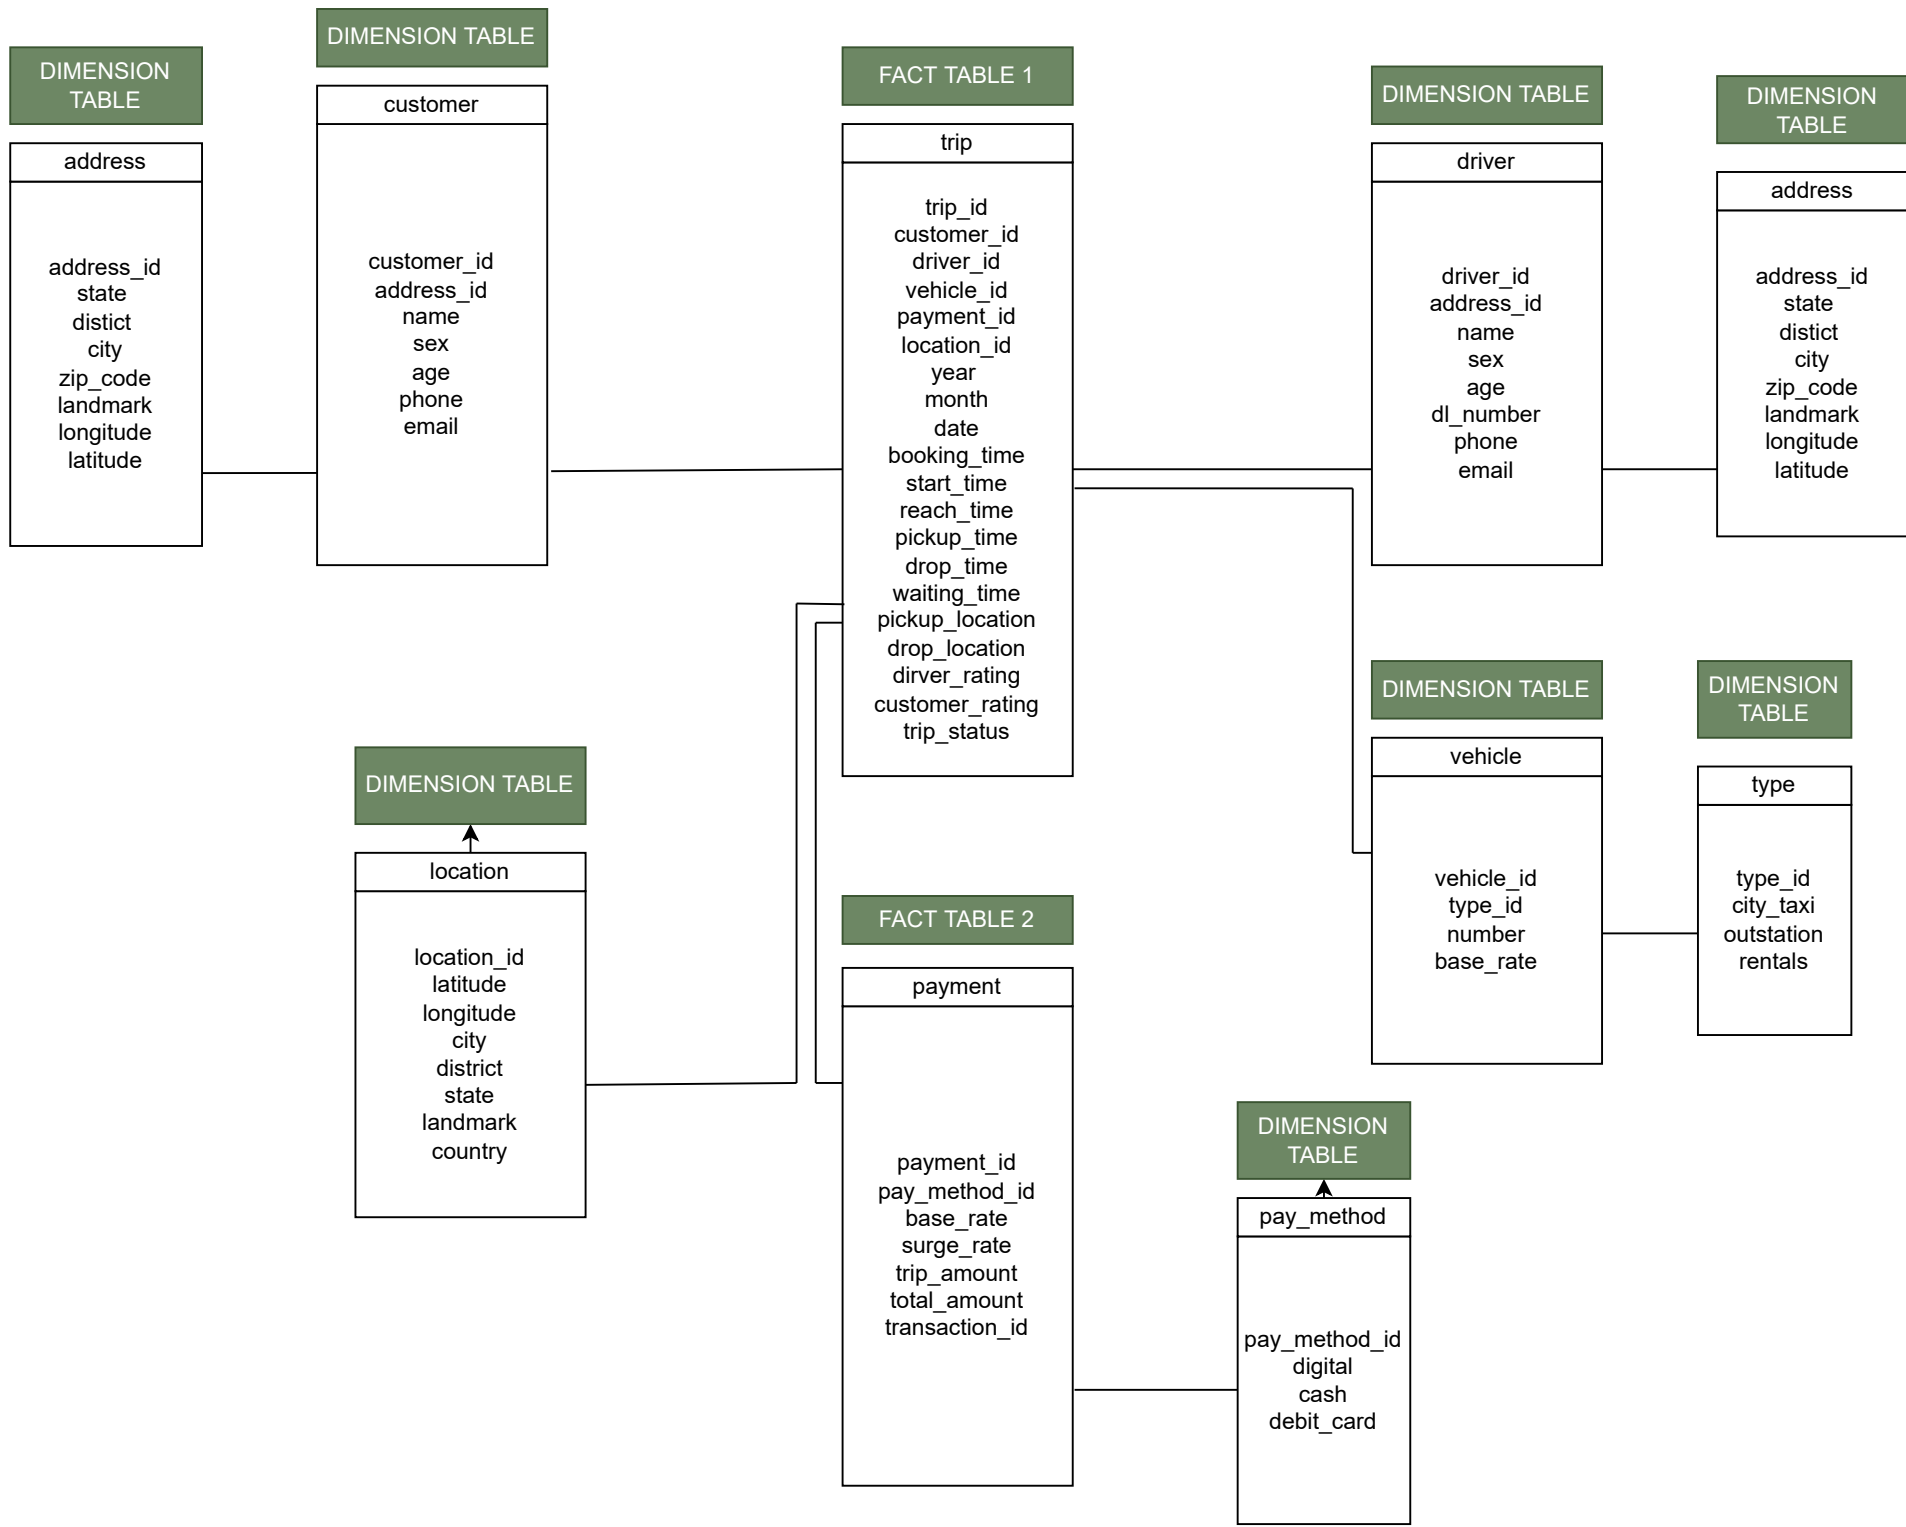 DIMENSION
TABLE
address
address_id
state
distict
city
zip_code
landmark
longitude
latitude
DIMENSION TABLE
customer
customer_id
address_id
name
sex
age
phone
email
FACT TABLE 1
trip
trip_id
customer_id
driver_id
vehicle_id
payment_id
location_id
year
month
date
booking_time
start_time
reach_time
pickup_time
drop_time
waiting_time
pickup_location
drop_location
dirver_rating
customer_rating
trip_status
DIMENSION TABLE
driver
driver_id
address_id
name
sex
age
dl_number
phone
email
DIMENSION
TABLE
address
address_id
state
distict
city
zip_code
landmark
longitude
latitude
DIMENSION TABLE
location
location_id
latitude
longitude
city
district
state
landmark
country
FACT TABLE 2
payment
payment_id
pay_method_id
base_rate
surge_rate
trip_amount
total_amount
transaction_id
DIMENSION TABLE
vehicle
vehicle_id
type_id
number
base_rate
DIMENSION
TABLE
type
type_id
city_taxi
outstation
rentals
DIMENSION
TABLE
pay_method
pay_method_id
digital
cash
debit_card